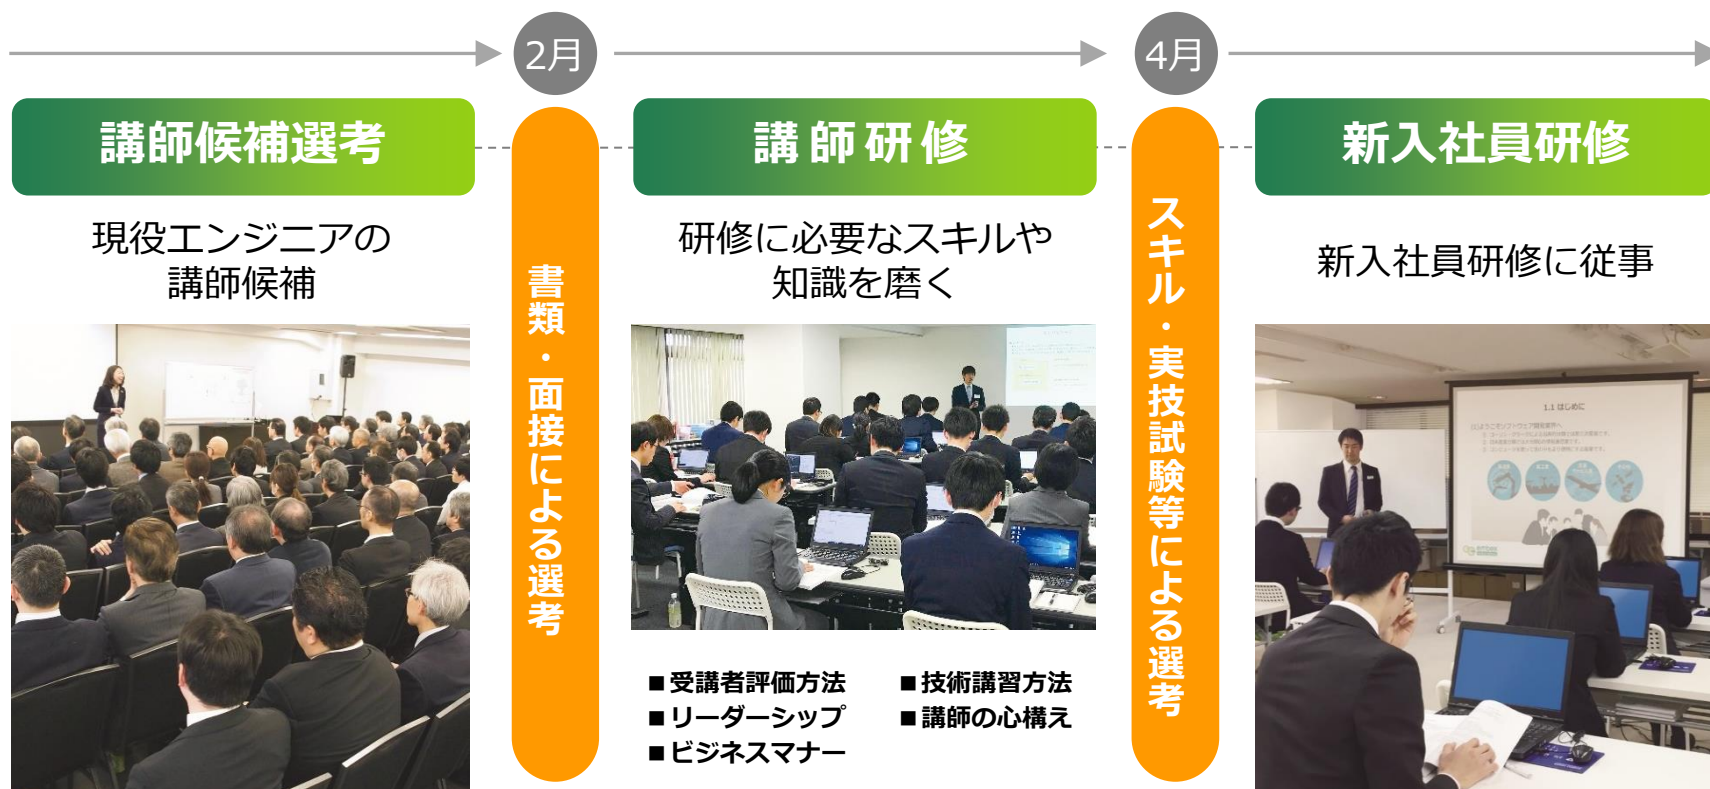 2月
4月
講師候補選考
現役エンジニアの
講師候補
書類・面接による選考
講師研修
研修に必要なスキルや
知識を磨く
■受講者評価方法
■リーダーシップ
■ビジネスマナー
■技術講習方法
■講師の心構え
スキル・実技試験等による選考
新入社員研修
新入社員研修に従事
1.1 はじめに